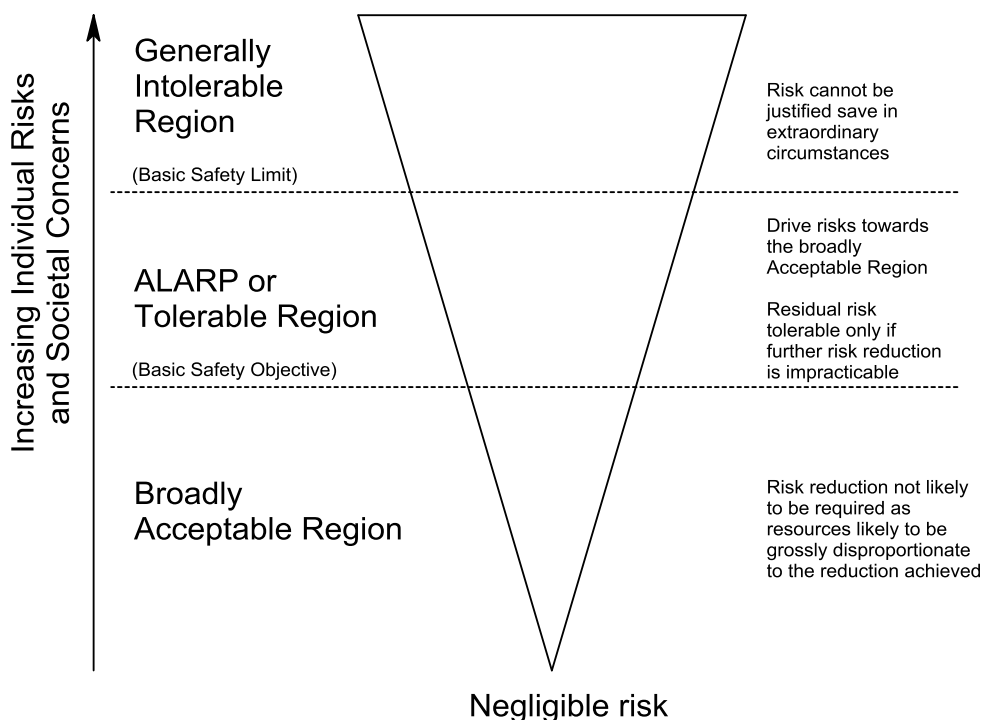 Increasing Individual Risks
and Societal Concerns
Generally
Intolerable
Region
(Basic Safety Limit)
Risk cannot be
justified save in
extraordinary
circumstances
ALARP or
Tolerable Region
(Basic Safety Objective)
Drive risks towards
the broadly
Acceptable Region
Residual risk
tolerable only if
further risk reduction
is impracticable
Broadly
Acceptable Region
Risk reduction not likely
to be required as
resources likely to be
grossly disproportionate
to the reduction achieved
Negligible risk